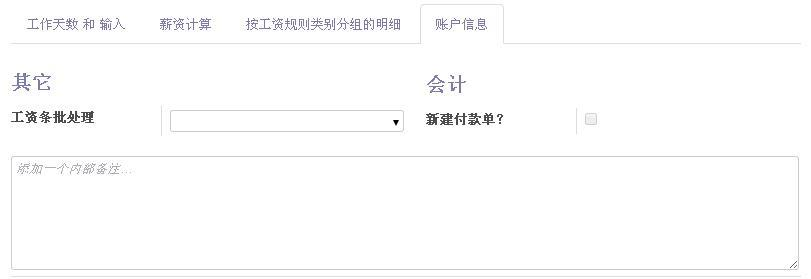 工作天数 和 输入 薪资计算 按工资规则类别分组的明细 账户信息
其它 会计
工资条批处理 新建付款单？
添加一个内部备注...